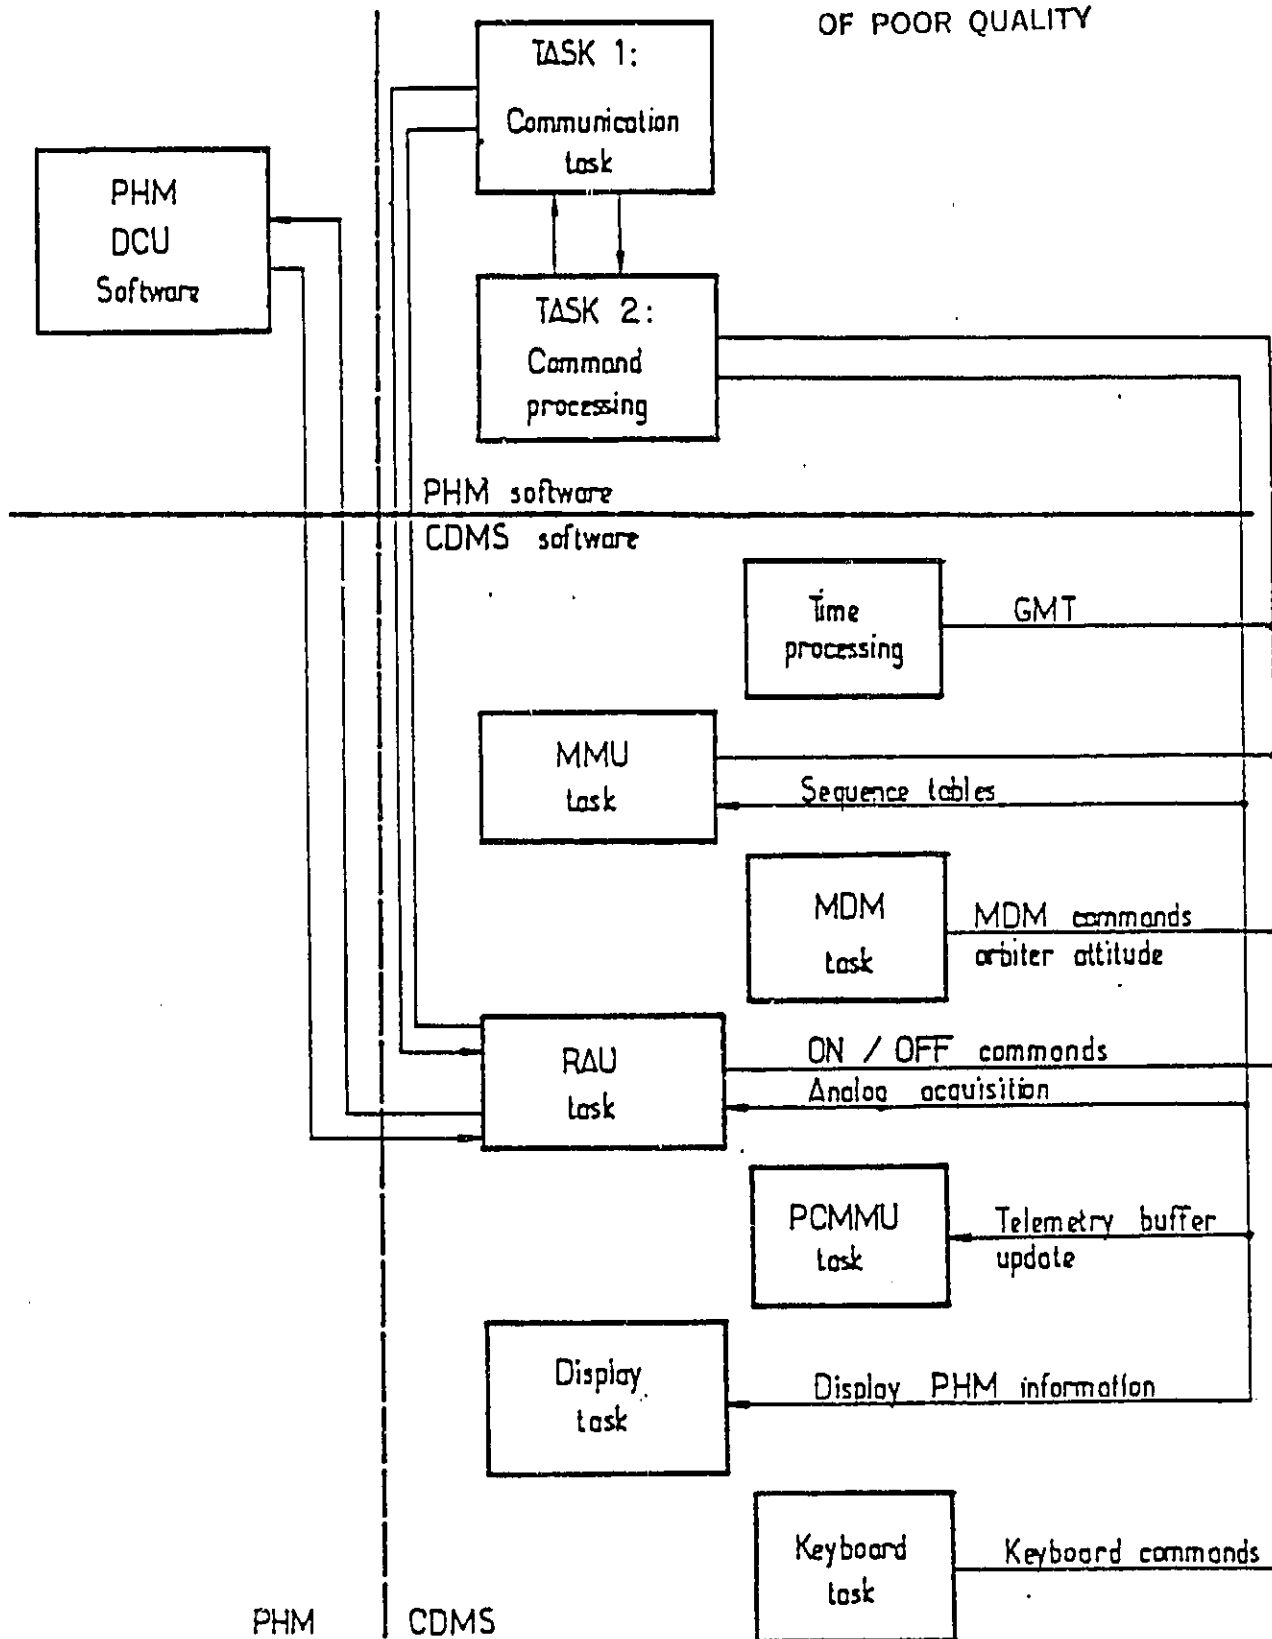 OF POOR QUALITY
TASK 1:
Communication
task
PHM
DCU
Software
TASK 2:
Command
processing
PHM software
CDMS software
Time
processing
GMT
MMU
task
Sequence tables
MDM
task
MDM commands
orbiter attitude
RAU
task
ON / OFF commands
Analog acquisition
PCMMU
task
Telemetry buffer
update
Display
task
Display PHM information
Keyboard
task
Keyboard commands
PHM
CDMS